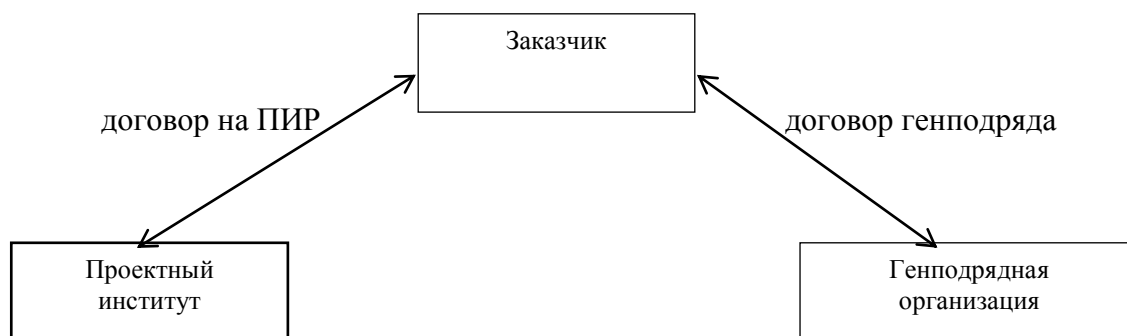 Заказчик
договор на ПИР
договор генподряда
Проектный
институт
Генподрядная
организация